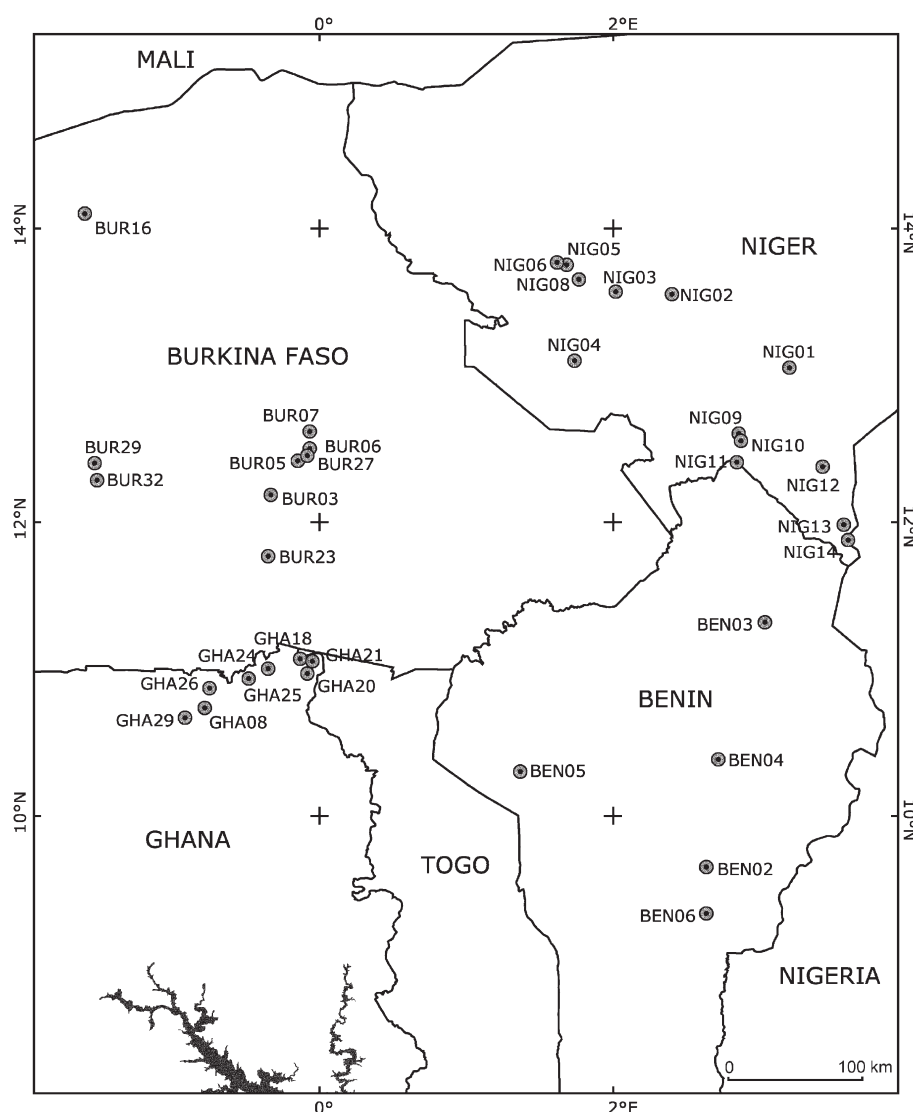 0° 2°E
MALI
14°N 14°N
BUR16
NIGER
NIG05
NIG06
NIG08 NIG03
NIG02
NIG04
NIG01
BURKINA FASO
BUR07
BUR06
BUR29
BUR05 BUR27
BUR32
BUR03
NIG09
NIG10
NIG11
NIG12
12°N 12°N
NIG13
NIG14
BUR23
BEN03
GHA18
GHA24 GHA21
GHA26 GHA25 GHA20
GHA29 GHA08
BENIN
BEN05 BEN04
10°N 10°N
GHANA
TOGO
BEN02
BEN06
NIGERIA
0 100 km
0° 2°E